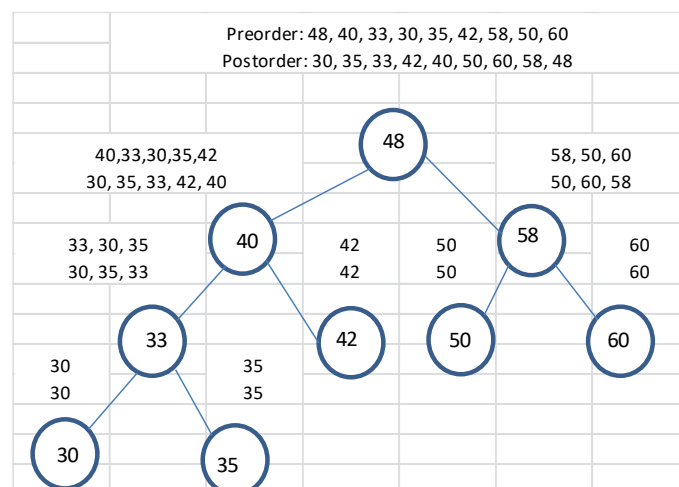 Preorder: 48, 40, 33, 30, 35, 42, 58, 50, 60
Postorder: 30, 35, 33, 42, 40, 50, 60, 58, 48
48
40,33,30,35,42
30, 35, 33, 42, 40
58, 50, 60
50, 60, 58
40
58
33, 30, 35
30, 35, 33
42
42
50
50
60
60
33
42
50
60
30
30
35
35
30
35